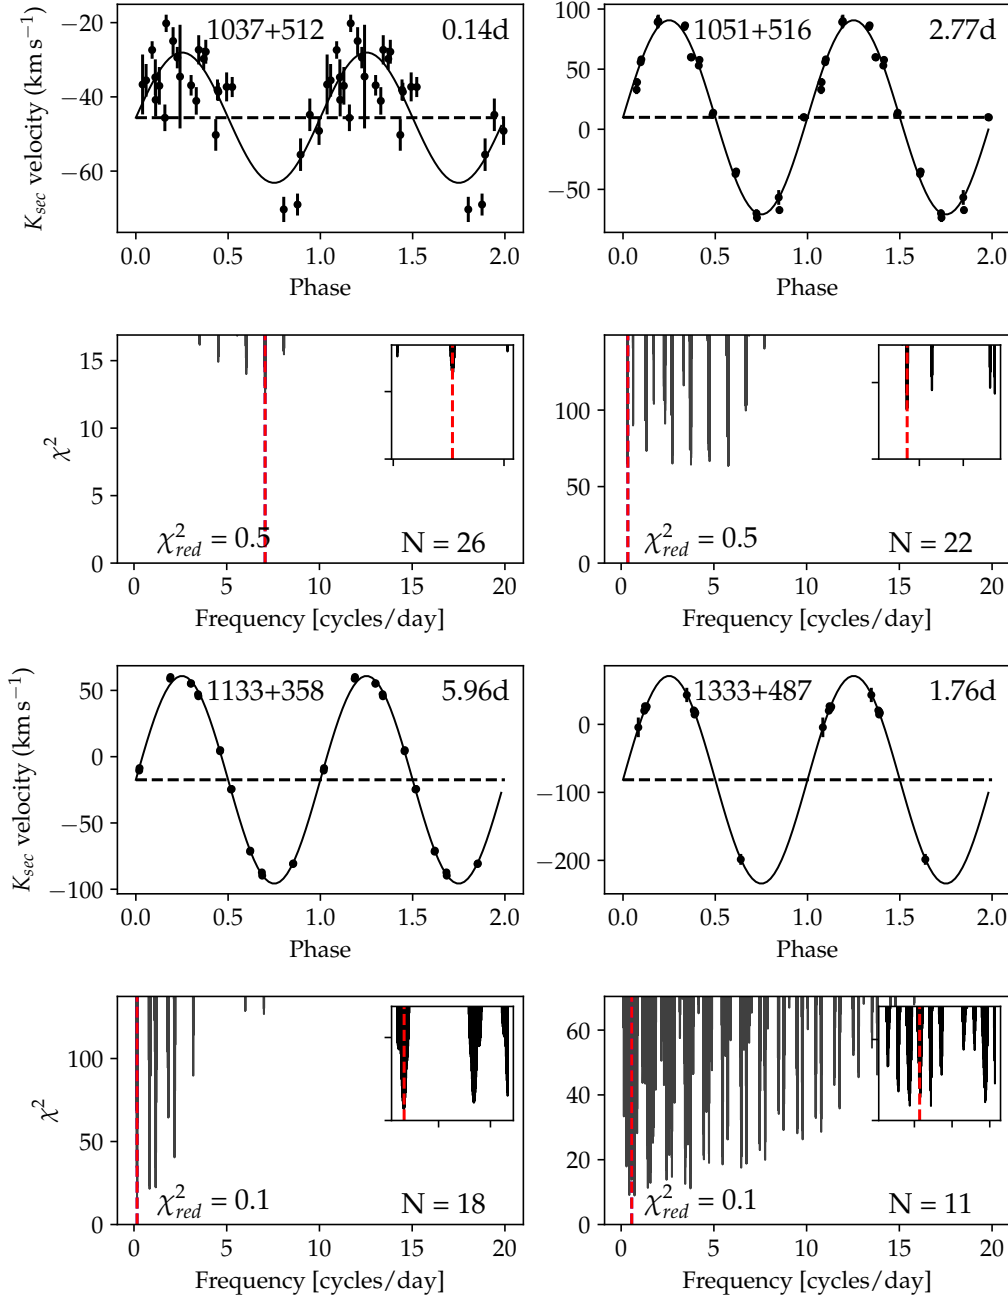 1037+512 0.14d
K_sec velocity (km s⁻¹)
−20
−40
−60
0.0 0.5 1.0 1.5 2.0
Phase
1051+516 2.77d
100
50
0
−50
0.0 0.5 1.0 1.5 2.0
Phase
χ²
15
10
5
0
χ²_red = 0.5 N = 26
0 5 10 15 20
Frequency [cycles/day]
100
50
0
χ²_red = 0.5 N = 22
0 5 10 15 20
Frequency [cycles/day]
1133+358 5.96d
K_sec velocity (km s⁻¹)
50
0
−50
−100
0.0 0.5 1.0 1.5 2.0
Phase
1333+487 1.76d
0
−100
−200
0.0 0.5 1.0 1.5 2.0
Phase
χ²
100
50
0
χ²_red = 0.1 N = 18
0 5 10 15 20
Frequency [cycles/day]
60
40
20
0
χ²_red = 0.1 N = 11
0 5 10 15 20
Frequency [cycles/day]